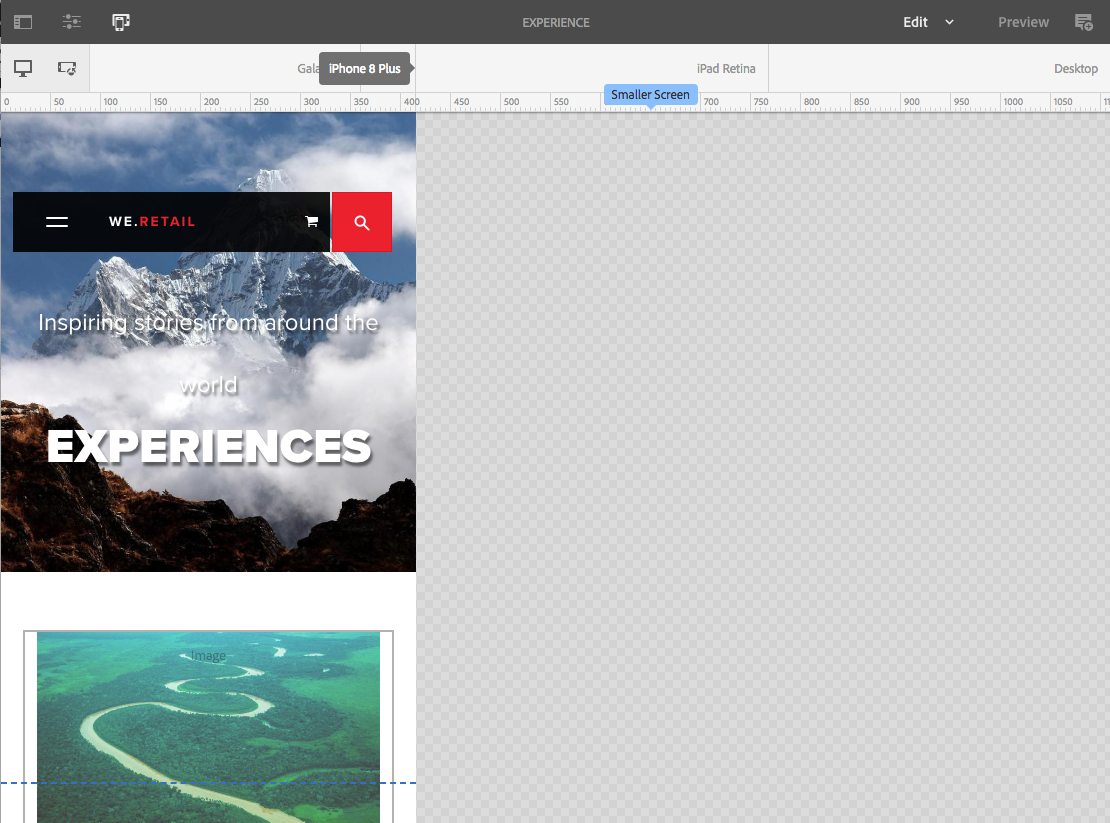 EXPERIENCE Edit Preview
Gala iPhone 8 Plus iPad Retina Desktop
Smaller Screen
0 50 100 150 200 250 300 350 400 450 500 550 700 750 800 850 900 950 1000 1050
WE.RETAIL
Inspiring stories from around the
world
EXPERIENCES
Image